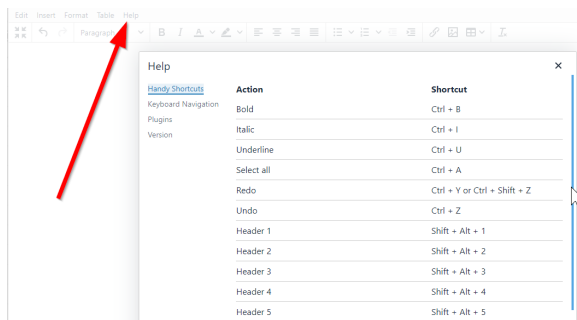 Edit Insert Format Table Help
Paragraph B I A
Help ×
Handy Shortcuts
Keyboard Navigation
Plugins
Version
Action Shortcut
Bold Ctrl + B
Italic Ctrl + I
Underline Ctrl + U
Select all Ctrl + A
Redo Ctrl + Y or Ctrl + Shift + Z
Undo Ctrl + Z
Header 1 Shift + Alt + 1
Header 2 Shift + Alt + 2
Header 3 Shift + Alt + 3
Header 4 Shift + Alt + 4
Header 5 Shift + Alt + 5